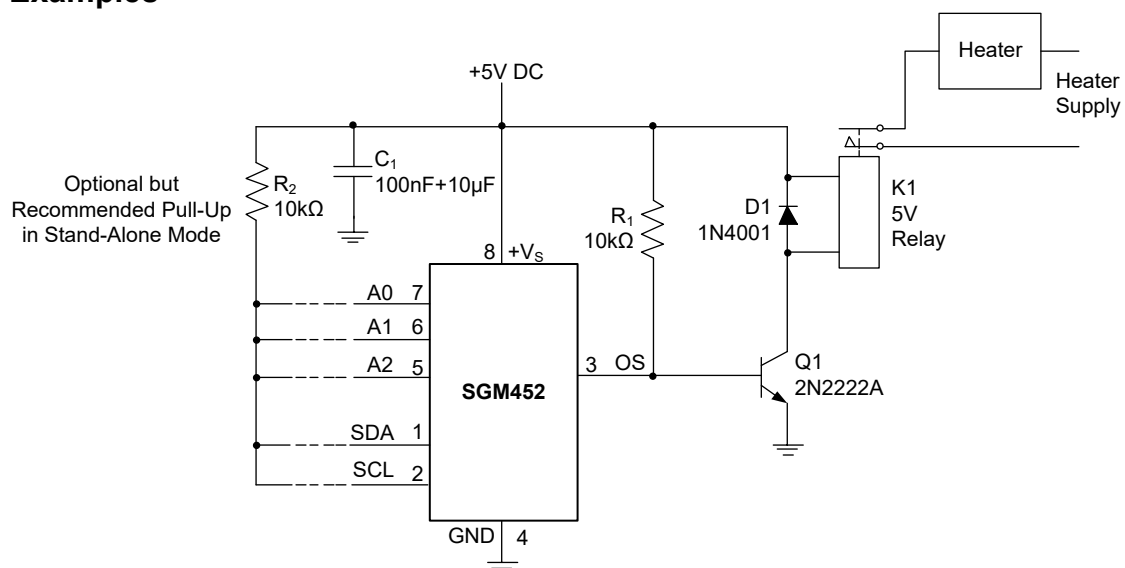 Examples
Heater
Heater
Supply
+5V DC
C1
100nF+10μF
R2
10kΩ
Optional but
Recommended Pull-Up
in Stand-Alone Mode
R1
10kΩ
D1
1N4001
K1
5V
Relay
8 +VS
A0 7
A1 6
A2 5
SDA 1
SCL 2
SGM452
3 OS
Q1
2N2222A
GND 4